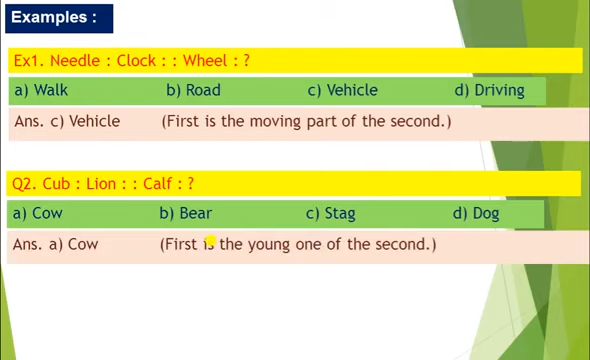 Examples :
Ex1. Needle : Clock : : Wheel : ?
a) Walk b) Road c) Vehicle d) Driving
Ans. c) Vehicle (First is the moving part of the second.)
Q2. Cub : Lion : : Calf : ?
a) Cow b) Bear c) Stag d) Dog
Ans. a) Cow (First is the young one of the second.)